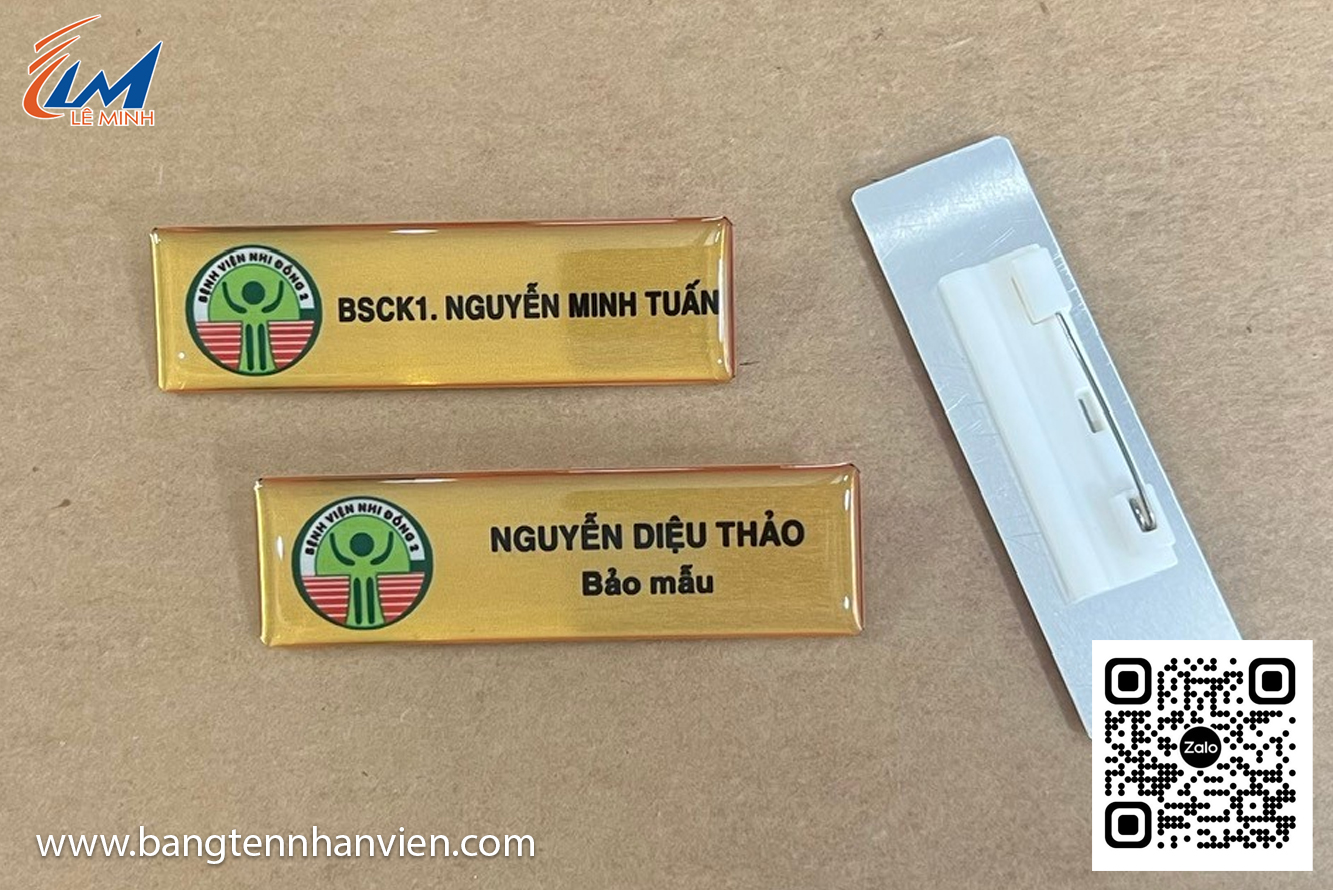 LM
LÊ MINH
BỆNH VIỆN NHI ĐỒNG 2
BSCK1. NGUYỄN MINH TUẤN
BỆNH VIỆN NHI ĐỒNG 2
NGUYỄN DIỆU THẢO
Bảo mẫu
Zalo
www.bangtennhanvien.com